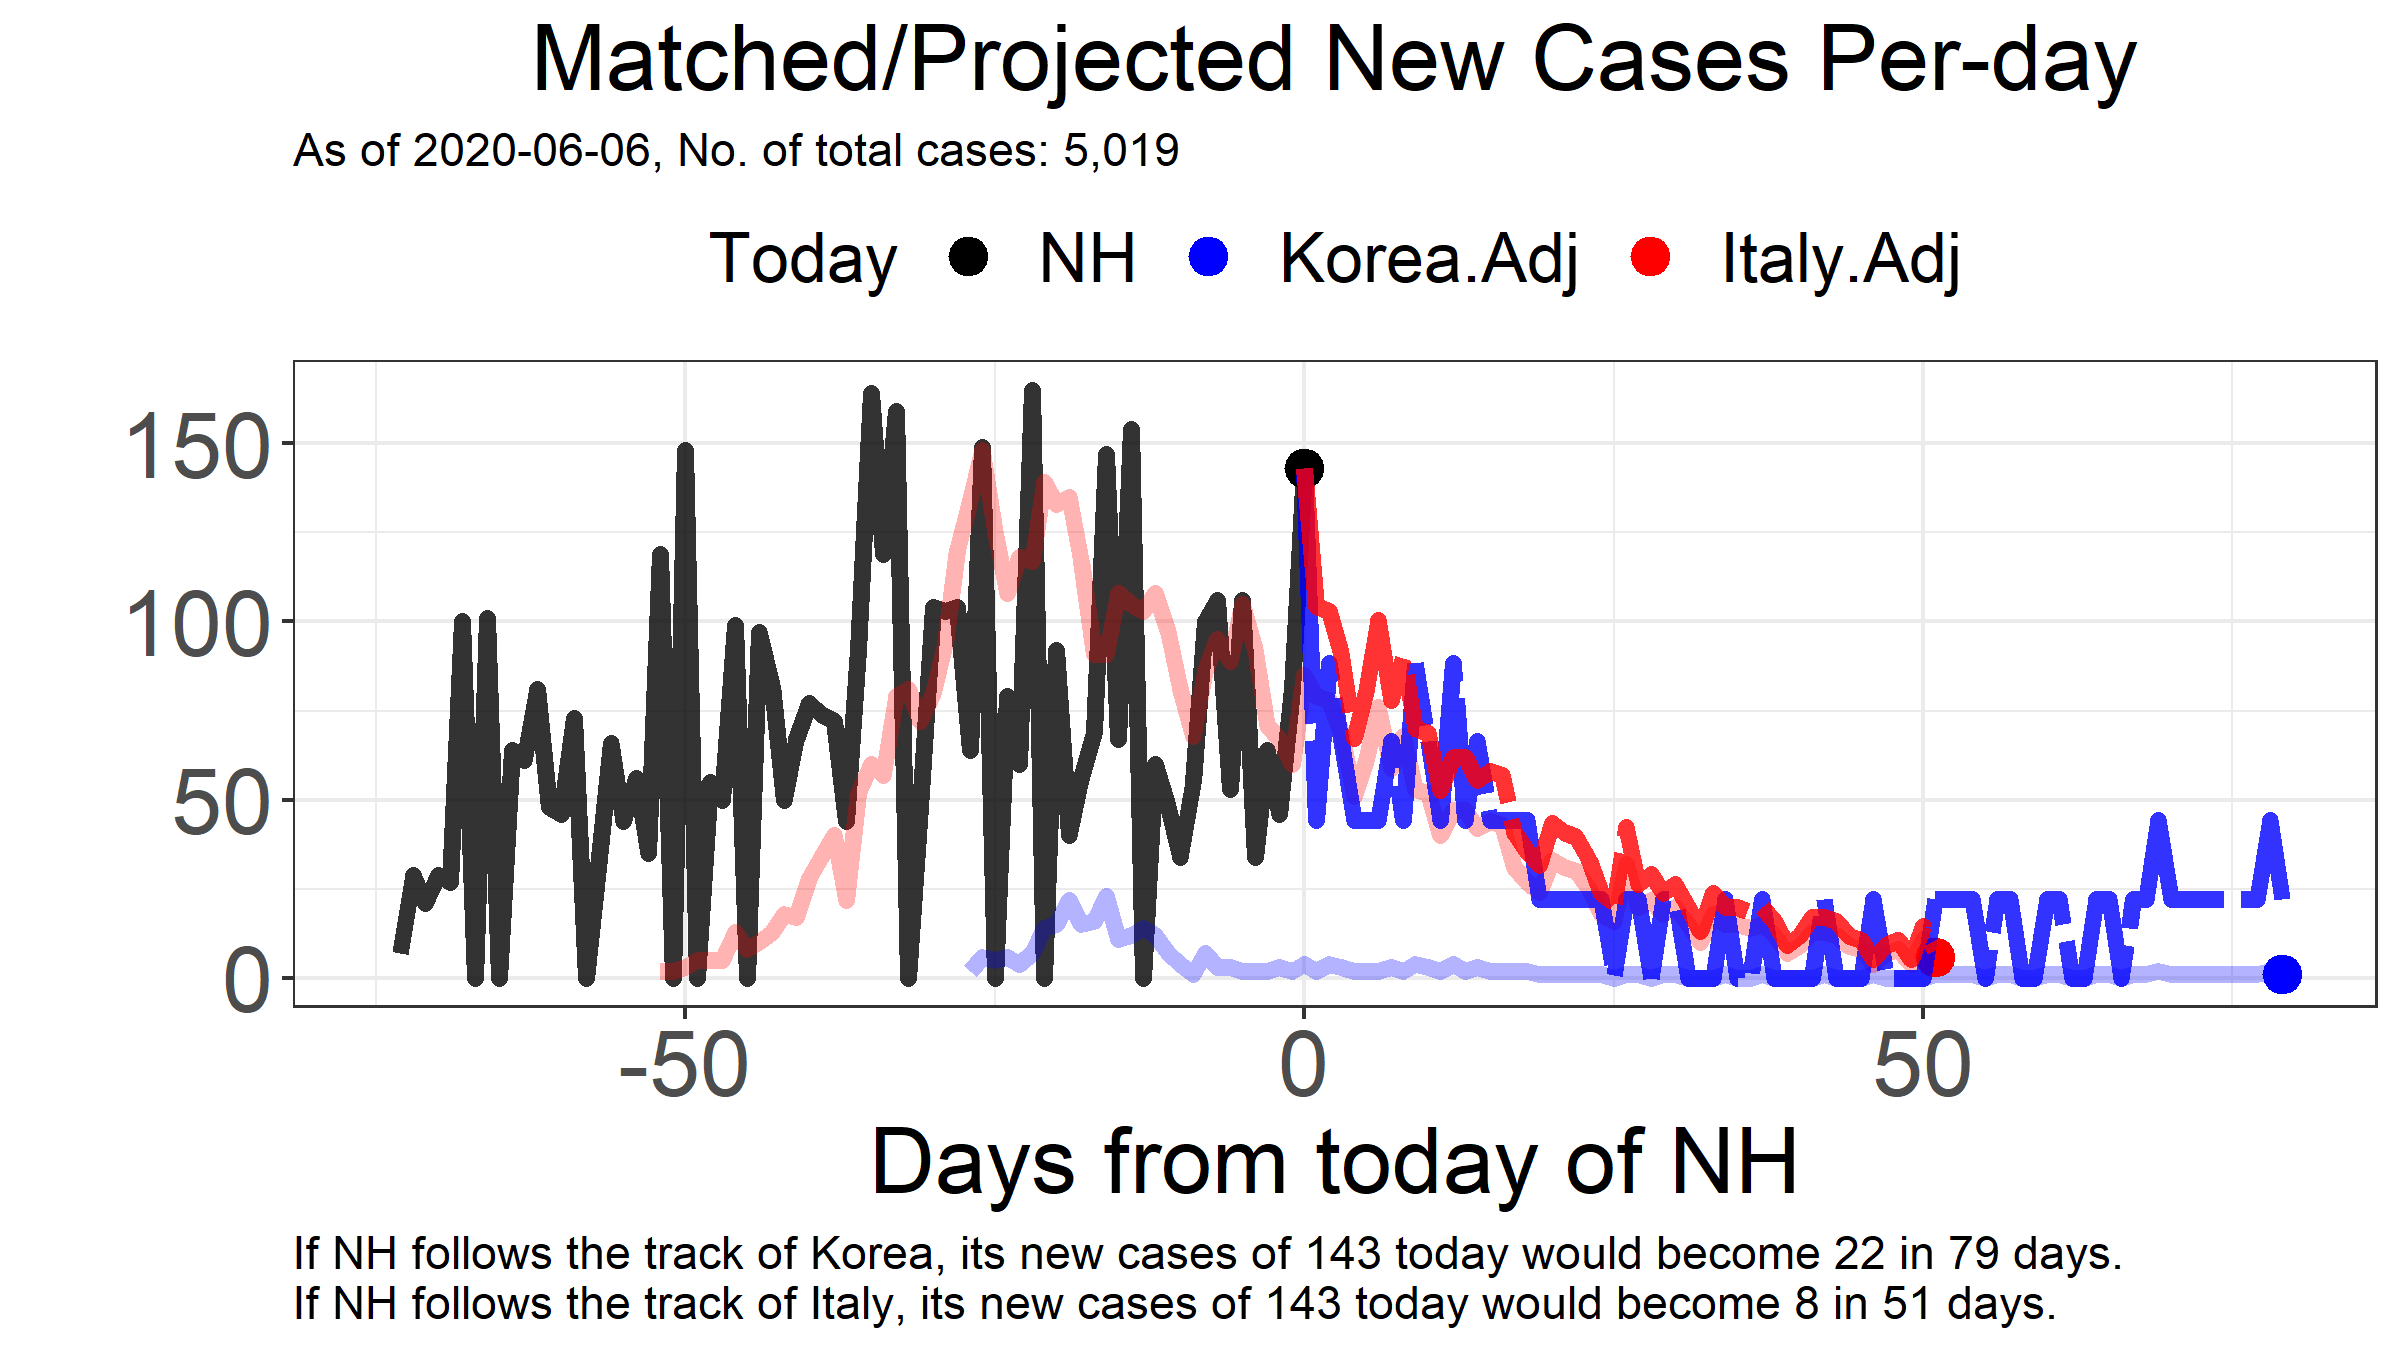 Matched/Projected New Cases Per-day
As of 2020-06-06, No. of total cases: 5,019
Today NH Korea.Adj Italy.Adj
150
100
50
0
-50 0 50
Days from today of NH
If NH follows the track of Korea, its new cases of 143 today would become 22 in 79 days.
If NH follows the track of Italy, its new cases of 143 today would become 8 in 51 days.